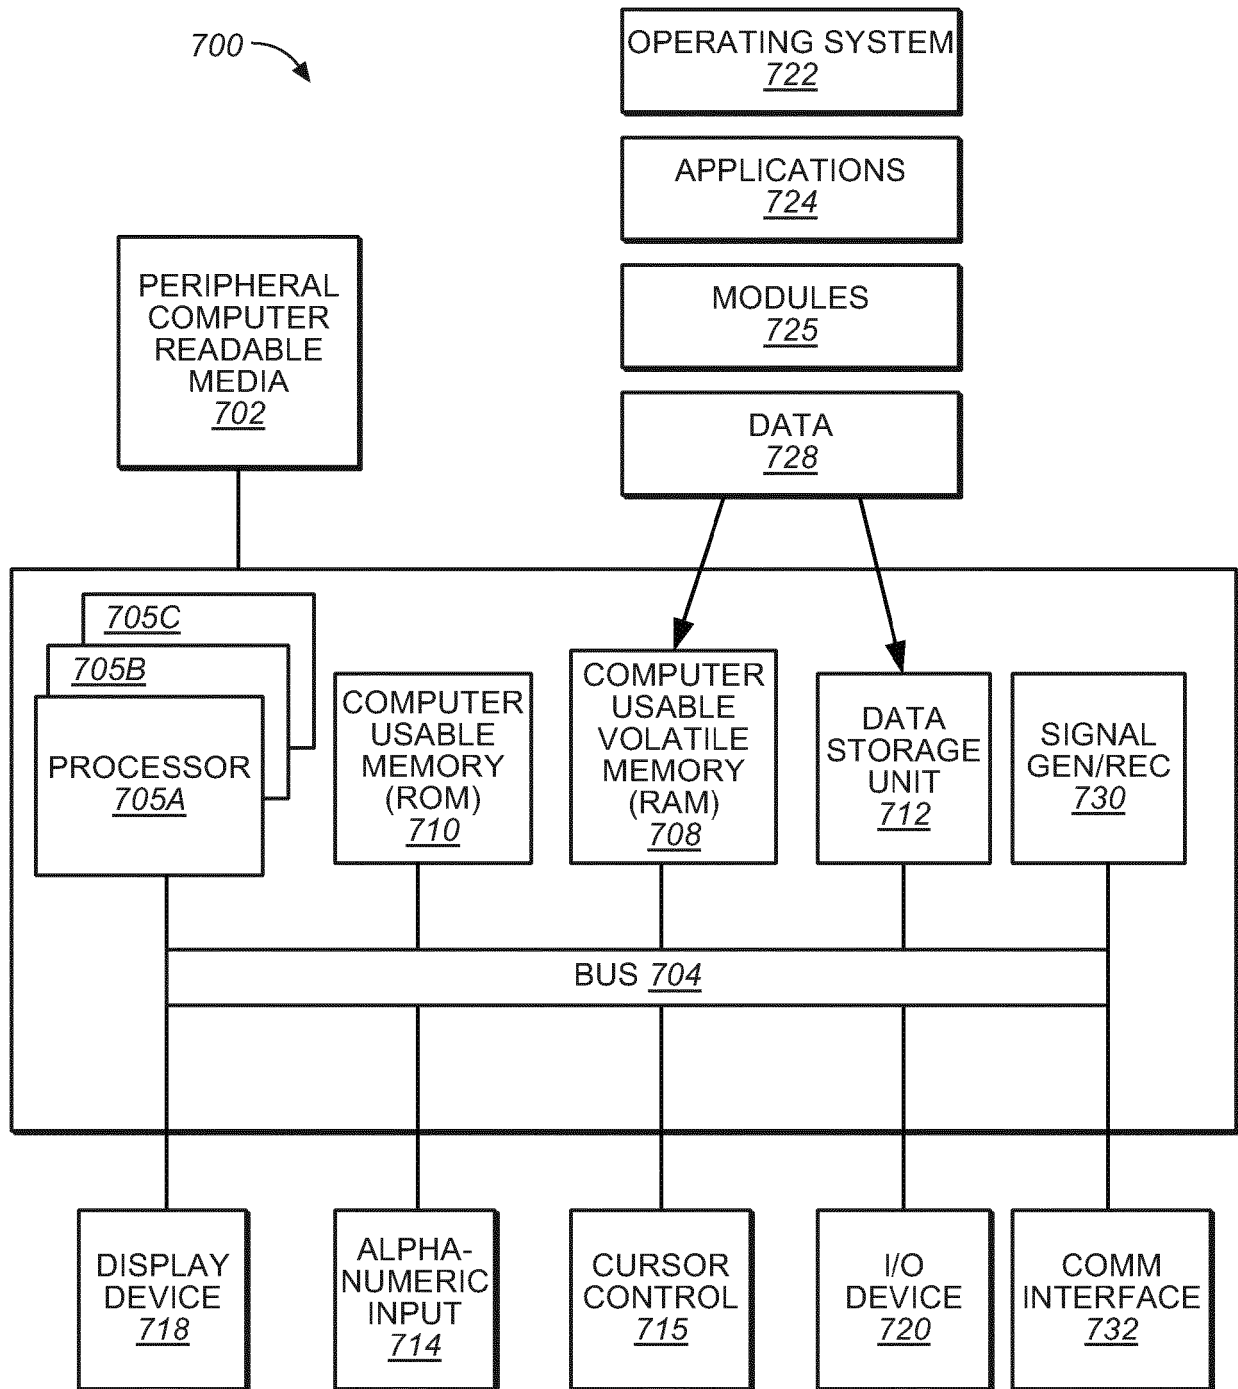 700
OPERATING SYSTEM
722
APPLICATIONS
724
MODULES
725
DATA
728
PERIPHERAL
COMPUTER
READABLE
MEDIA
702
705C
705B
PROCESSOR
705A
COMPUTER
USABLE
MEMORY
(ROM)
710
COMPUTER
USABLE
VOLATILE
MEMORY
(RAM)
708
DATA
STORAGE
UNIT
712
SIGNAL
GEN/REC
730
BUS 704
DISPLAY
DEVICE
718
ALPHA-
NUMERIC
INPUT
714
CURSOR
CONTROL
715
I/O
DEVICE
720
COMM
INTERFACE
732